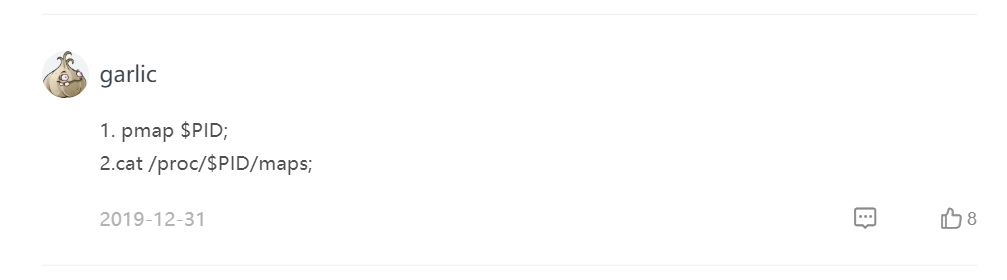 garlic
1. pmap $PID;
2.cat /proc/$PID/maps;
2019-12-31
8